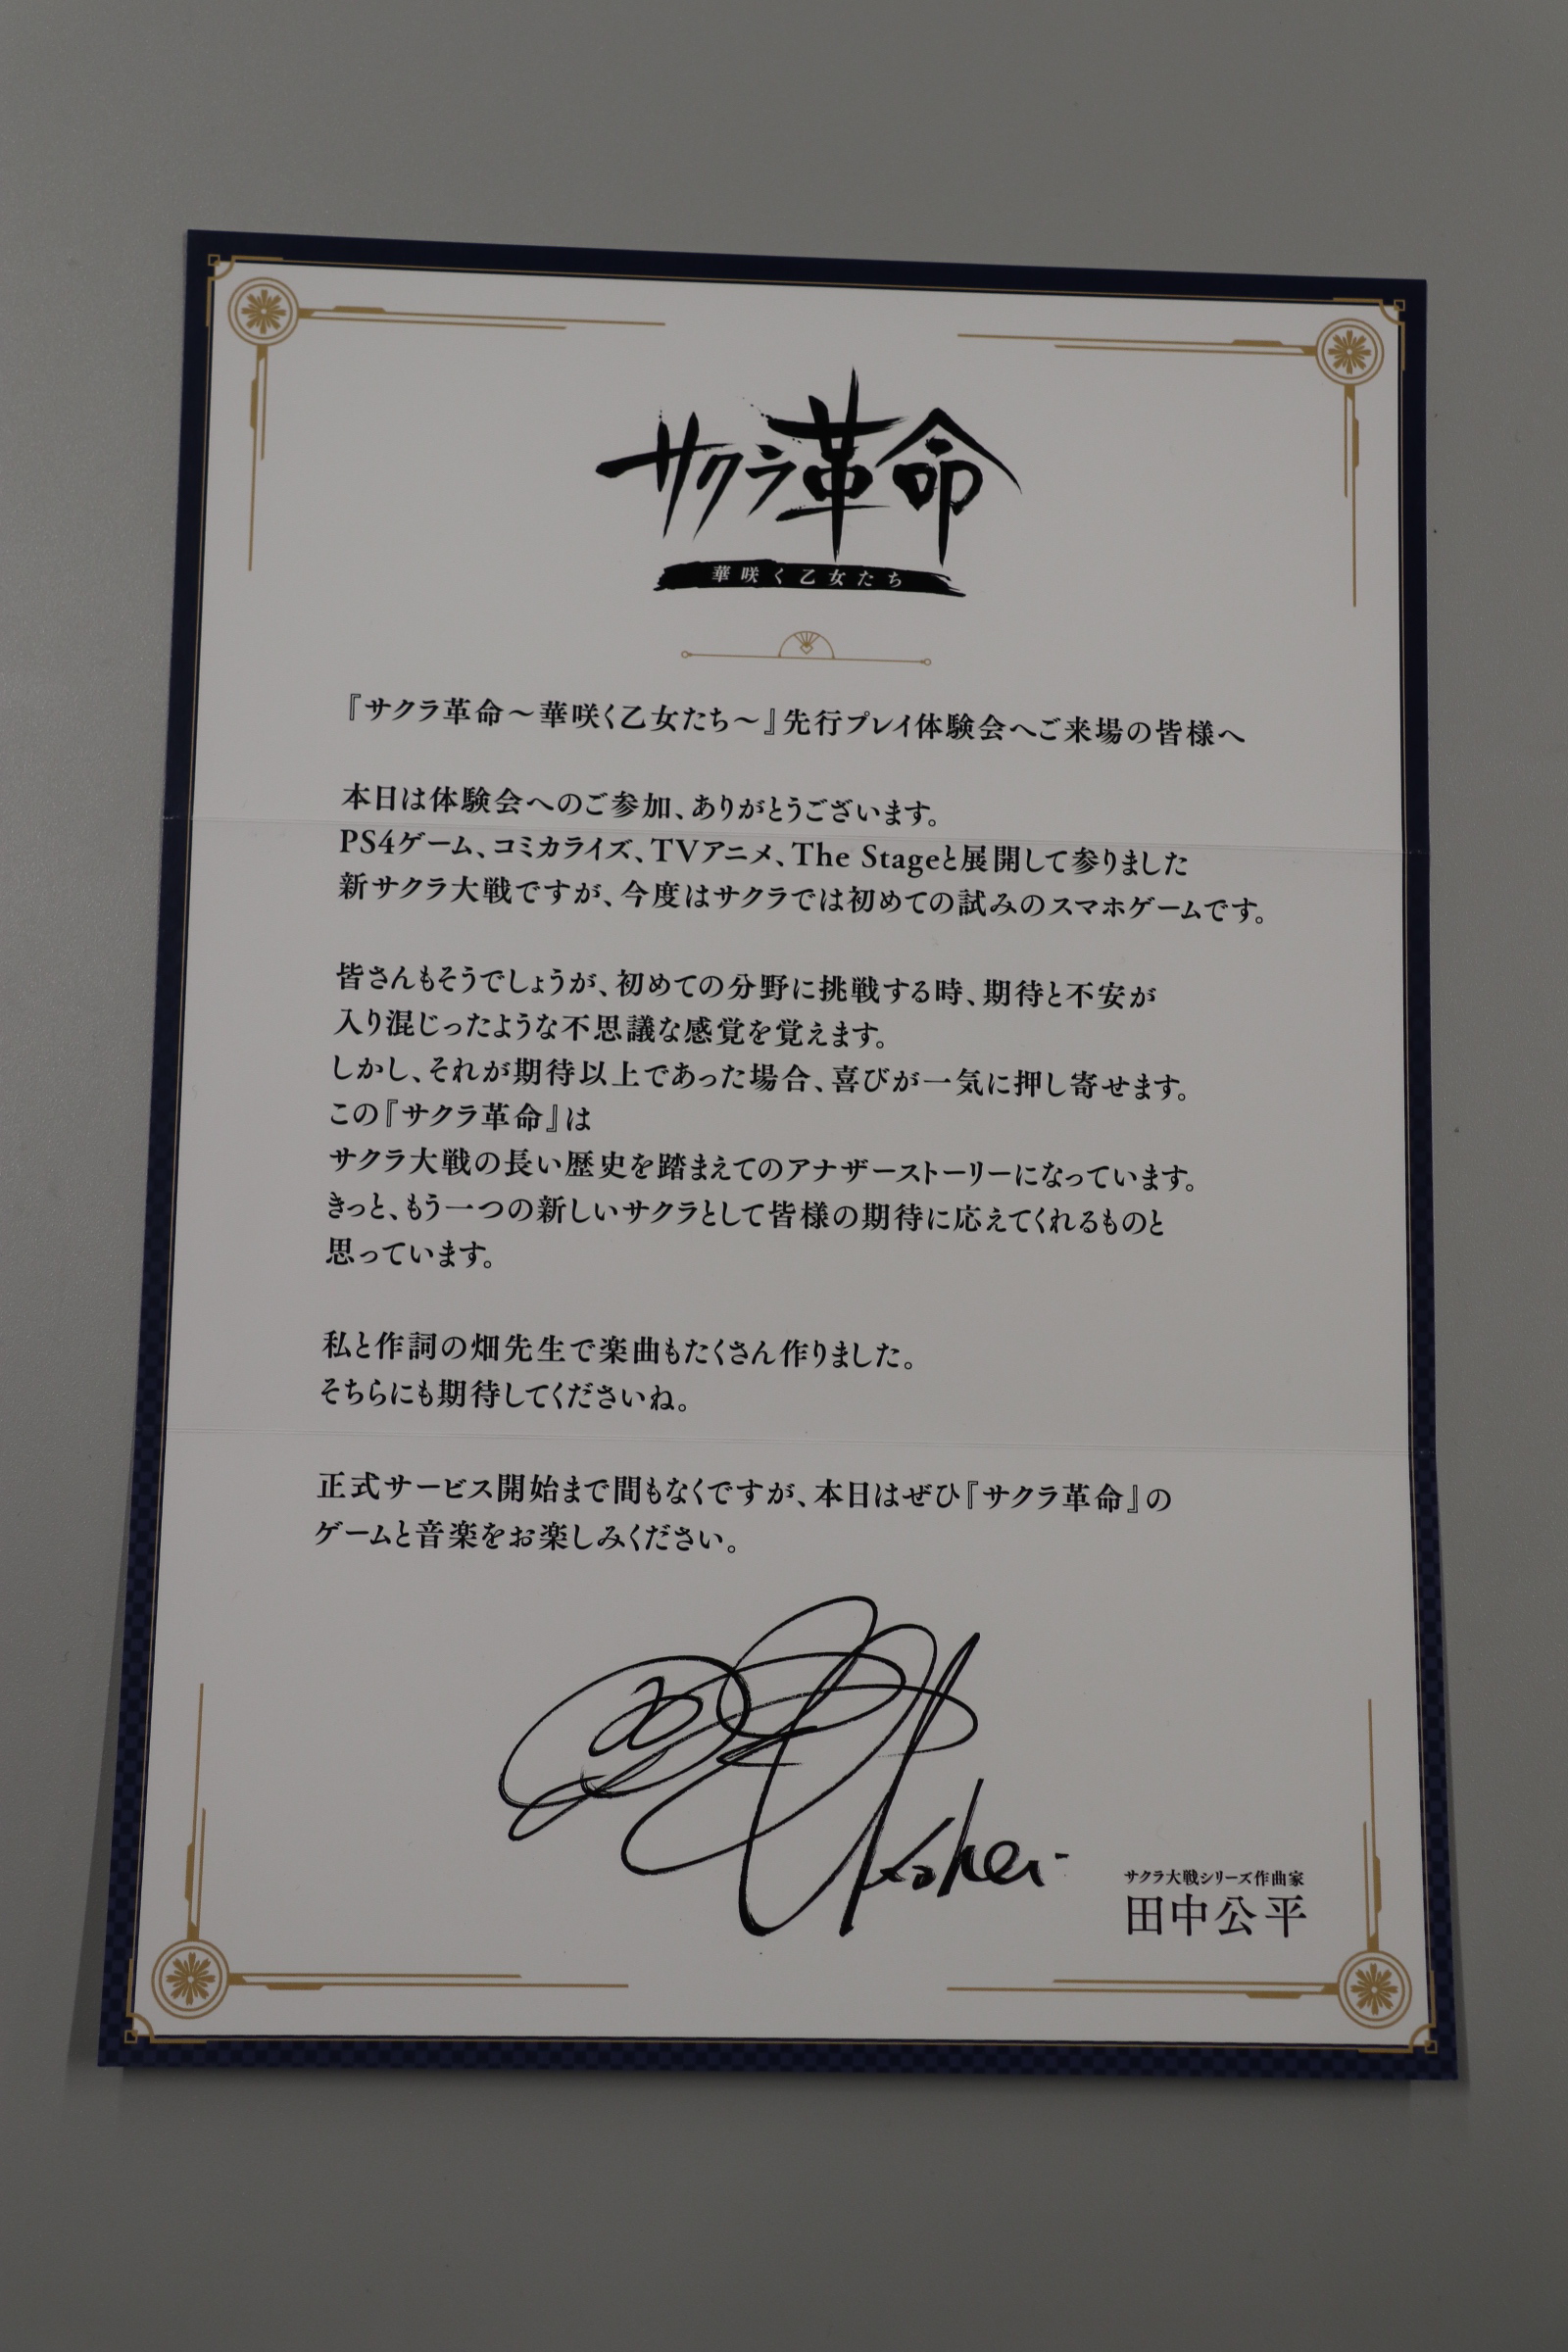 サクラ革命
華咲く乙女たち
『サクラ革命～華咲く乙女たち～』先行プレイ体験会へご来場の皆様へ
本日は体験会へのご参加、ありがとうございます。
PS4ゲーム、コミカライズ、TVアニメ、The Stageと展開して参りました
新サクラ大戦ですが、今度はサクラでは初めての試みのスマホゲームです。
皆さんもそうでしょうが、初めての分野に挑戦する時、期待と不安が
入り混じったような不思議な感覚を覚えます。
しかし、それが期待以上であった場合、喜びが一気に押し寄せます。
この『サクラ革命』は
サクラ大戦の長い歴史を踏まえてのアナザーストーリーになっています。
きっと、もう一つの新しいサクラとして皆様の期待に応えてくれるものと
思っています。
私と作詞の畑先生で楽曲もたくさん作りました。
そちらにも期待してくださいね。
正式サービス開始まで間もなくですが、本日はぜひ『サクラ革命』の
ゲームと音楽をお楽しみください。
Kohei
サクラ大戦シリーズ作曲家
田中公平